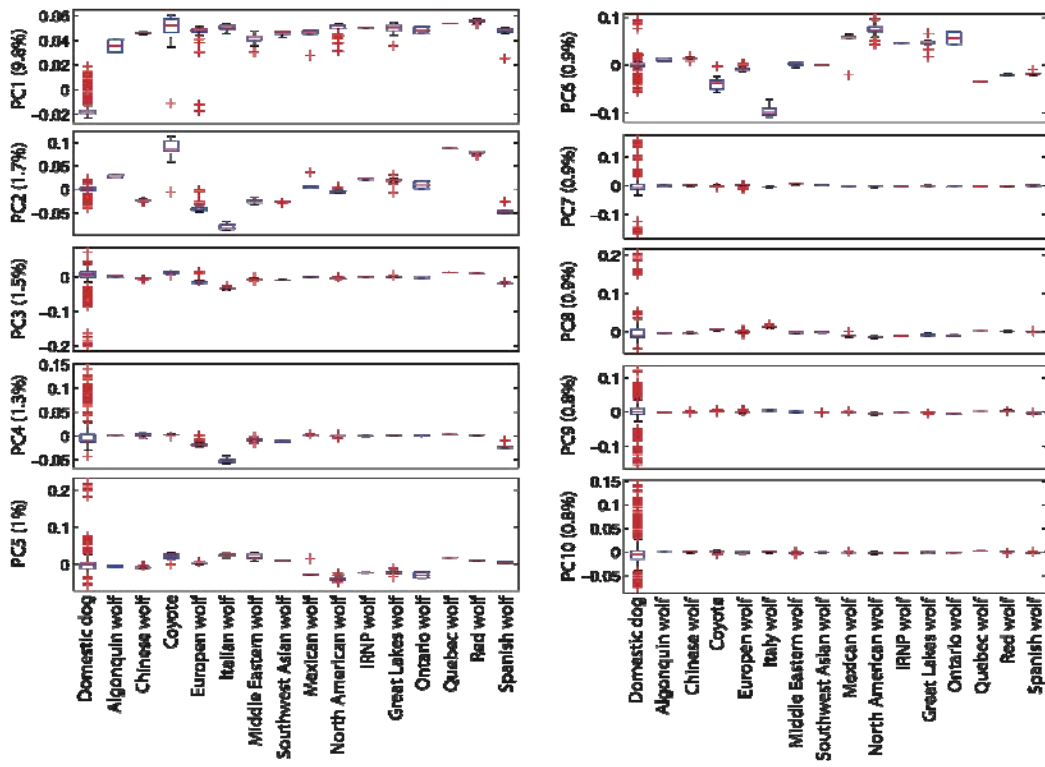 PC1 (9.8%)
0.06
0.04
0.02
0
−0.02
PC2 (1.7%)
0.1
0.05
0
−0.05
PC3 (1.5%)
0
−0.1
−0.2
PC4 (1.3%)
0.15
0.1
0.05
0
−0.05
PC5 (1%)
0.2
0.1
0
Domestic dog
Algonquin wolf
Chinese wolf
Coyote
Europen wolf
Italian wolf
Middle Eastern wolf
Southwest Asian wolf
Mexican wolf
North American wolf
IRNP wolf
Great Lakes wolf
Ontario wolf
Quebec wolf
Red wolf
Spanish wolf
PC6 (0.9%)
0.1
0
−0.1
PC7 (0.9%)
0.1
0
−0.1
PC8 (0.9%)
0.2
0.1
0
PC9 (0.8%)
0.1
0
−0.1
PC10 (0.8%)
0.15
0.1
0.05
0
−0.05
Domestic dog
Algonquin wolf
Chinese wolf
Coyote
Europen wolf
Italy wolf
Middle Eastern wolf
Southwest Asian wolf
Mexican wolf
North American wolf
IRNP wolf
Great Lakes wolf
Ontario wolf
Quebec wolf
Red wolf
Spanish wolf